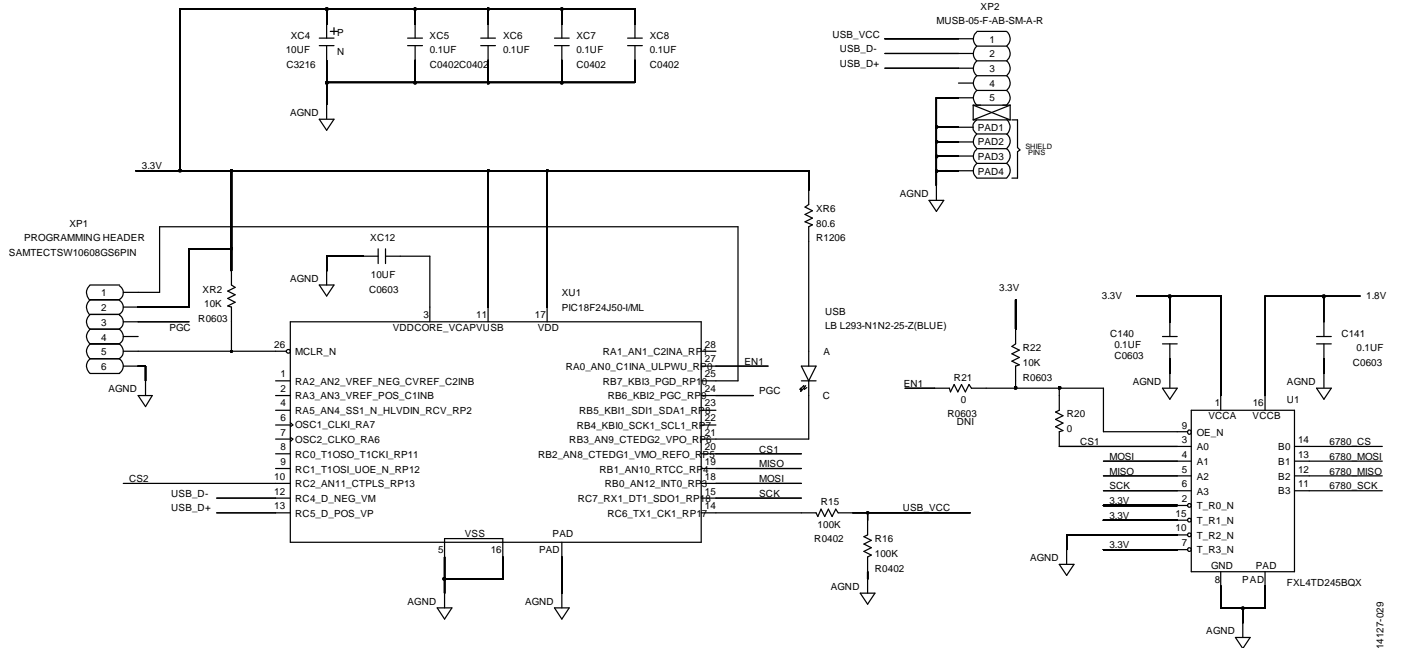 XC4
10UF
C3216
P
N
XC5
0.1UF
C0402
XC6
0.1UF
C0402
XC7
0.1UF
C0402
XC8
0.1UF
C0402
AGND
XP2
MUSB-05-F-AB-SM-A-R
USB_VCC
USB_D-
USB_D+
1
2
3
4
5
PAD1
PAD2
PAD3
PAD4
SHIELD
PINS
AGND
3.3V
XP1
PROGRAMMING HEADER
SAMTECTSW10608GS6PIN
1
2
3
4
5
6
PGC
AGND
XR2
10K
R0603
AGND
XC12
10UF
C0603
XU1
PIC18F24J50-I/ML
3
11
17
VDDCORE_VCAP
VUSB
VDD
26
MCLR_N
1
RA2_AN2_VREF_NEG_CVREF_C2INB
2
RA3_AN3_VREF_POS_C1INB
4
RA5_AN4_SS1_N_HLVDIN_RCV_RP2
6
OSC1_CLKI_RA7
7
OSC2_CLKO_RA6
8
RC0_T1OSO_T1CKI_RP11
9
RC1_T1OSI_UOE_N_RP12
CS2
10
RC2_AN11_CTPLS_RP13
USB_D-
12
RC4_D_NEG_VM
USB_D+
13
RC5_D_POS_VP
RA1_AN1_C2INA_RP1
28
RA0_AN0_C1INA_ULPWU_RP0
27
EN1
RB7_KBI3_PGD_RP10
25
RB6_KBI2_PGC_RP9
24
PGC
RB5_KBI1_SDI1_SDA1_RP8
23
RB4_KBI0_SCK1_SCL1_RP7
22
RB3_AN9_CTEDG2_VPO_RP6
21
RB2_AN8_CTEDG1_VMO_REFO_RP5
20
CS1
RB1_AN10_RTCC_RP4
19
MISO
RB0_AN12_INT0_RP3
18
MOSI
RC7_RX1_DT1_SDO1_RP18
15
SCK
RC6_TX1_CK1_RP17
14
VSS
PAD
5
16
PAD
AGND
AGND
XR6
80.6
R1206
USB
LB L293-N1N2-25-Z(BLUE)
A
C
R15
100K
R0402
USB_VCC
R16
100K
R0402
AGND
3.3V
R22
10K
R0603
EN1
R21
0
R0603
DNI
R20
0
CS1
3.3V
1.8V
C140
0.1UF
C0603
AGND
C141
0.1UF
C0603
AGND
U1
1
16
VCCA
VCCB
9
OE_N
3
A0
MOSI
4
A1
MISO
5
A2
SCK
6
A3
3.3V
2
T_R0_N
3.3V
15
T_R1_N
10
T_R2_N
3.3V
7
T_R3_N
AGND
B0
14
6780_CS
B1
13
6780_MOSI
B2
12
6780_MISO
B3
11
6780_SCK
GND
PAD
8
PAD
FXL4TD245BQX
AGND
14127-029